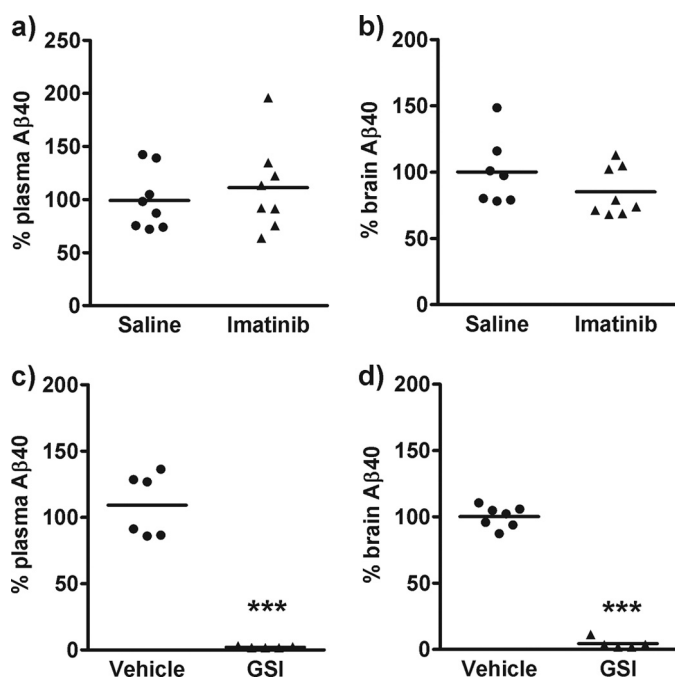 a)
250
200
150
100
50
0
% plasma Aβ40
Saline
Imatinib
b)
200
150
100
50
0
% brain Aβ40
Saline
Imatinib
c)
200
150
100
50
0
% plasma Aβ40
***
Vehicle
GSI
d)
200
150
100
50
0
% brain Aβ40
***
Vehicle
GSI